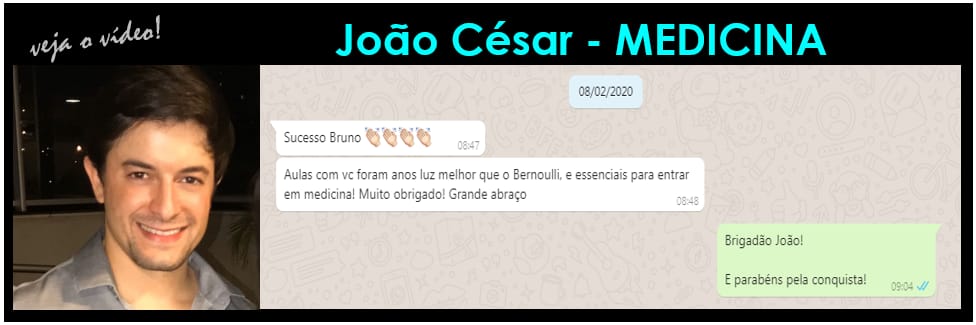 veja o vídeo!
João César - MEDICINA
08/02/2020
Sucesso Bruno 👏🏻👏🏻👏🏻👏🏻
08:47
Aulas com vc foram anos luz melhor que o Bernoulli, e essenciais para entrar
em medicina! Muito obrigado! Grande abraço
08:48
Brigadão João!
E parabéns pela conquista!
09:04